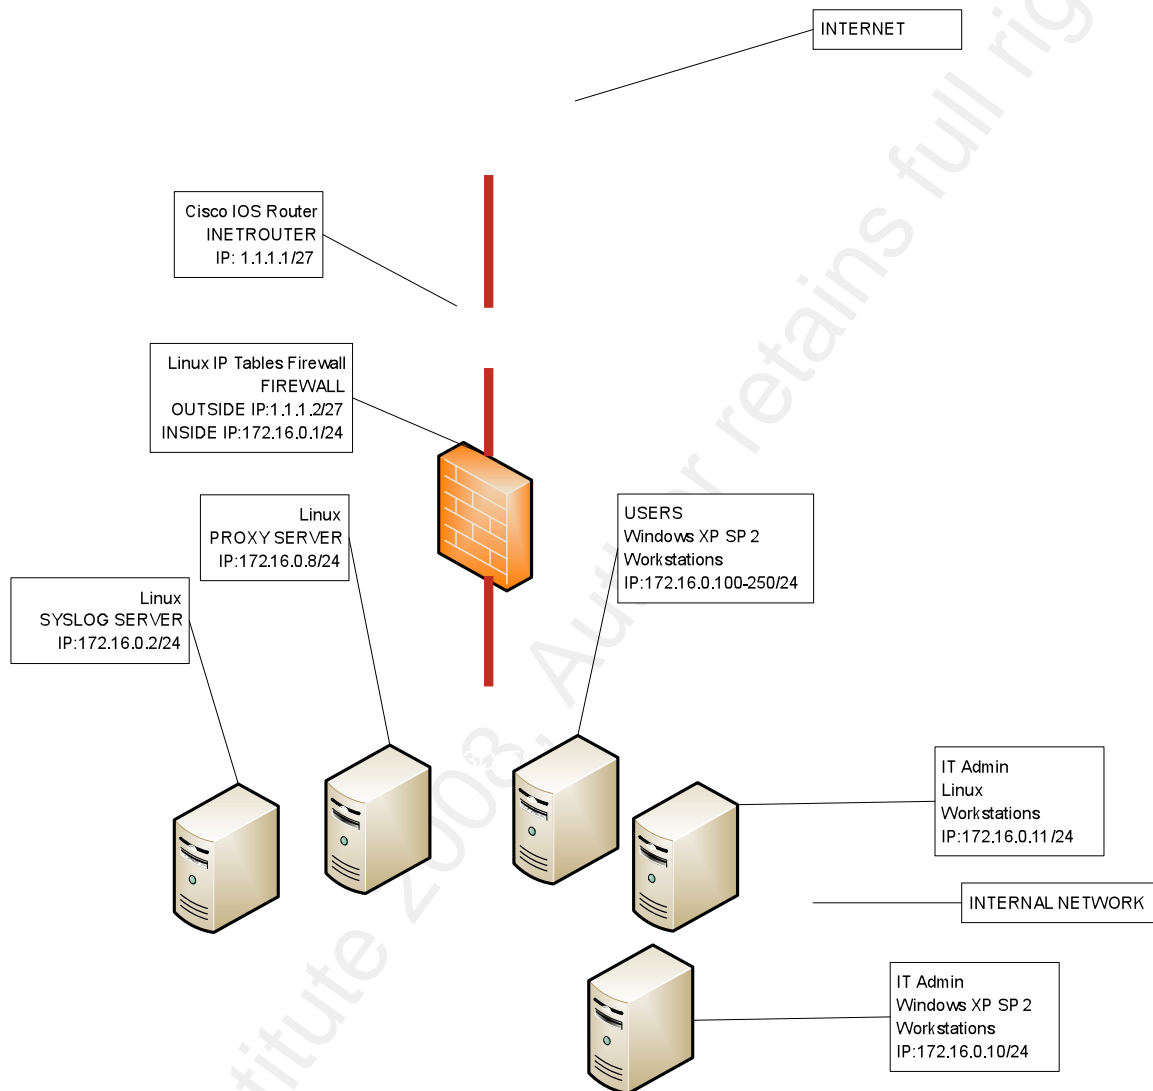 INTERNET
Cisco IOS Router
INETROUTER
IP: 1.1.1.1/27
Linux IP Tables Firewall
FIREWALL
OUTSIDE IP:1.1.1.2/27
INSIDE IP:172.16.0.1/24
Linux
PROXY SERVER
IP:172.16.0.8/24
USERS
Windows XP SP 2
Workstations
IP:172.16.0.100-250/24
Linux
SYSLOG SERVER
IP:172.16.0.2/24
IT Admin
Linux
Workstations
IP:172.16.0.11/24
INTERNAL NETWORK
IT Admin
Windows XP SP 2
Workstations
IP:172.16.0.10/24
2008, Author retains full